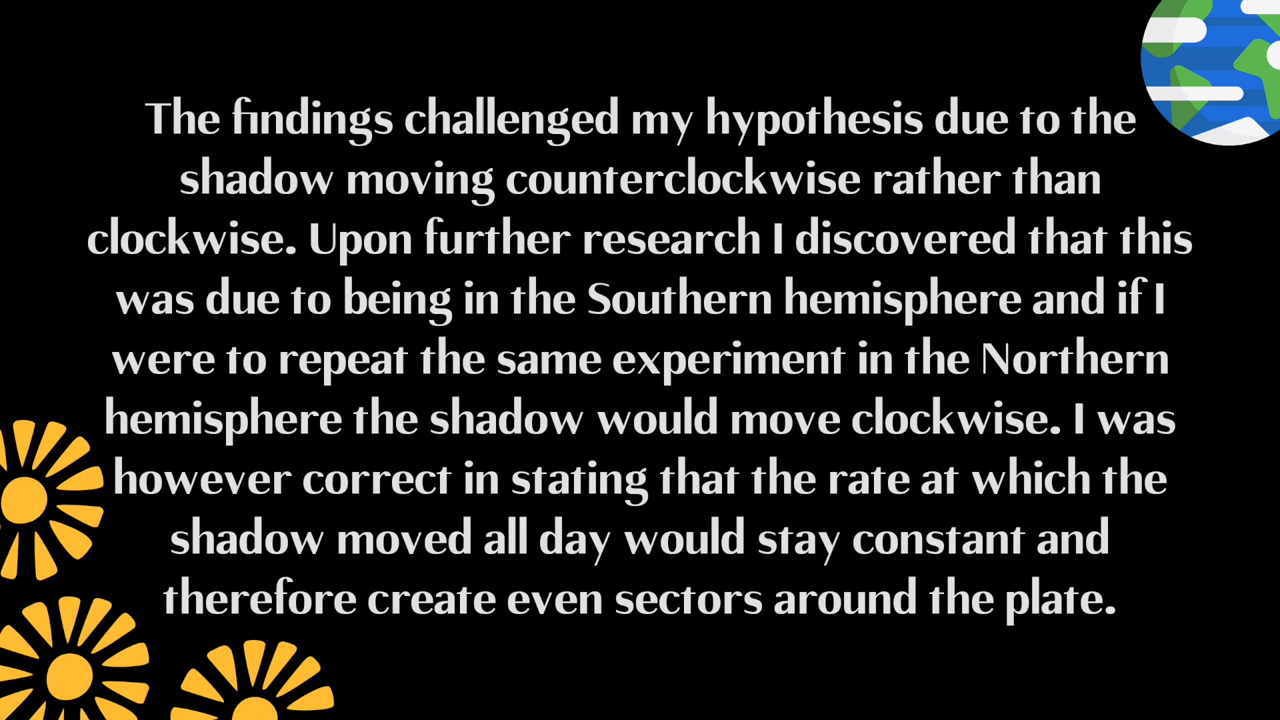 The findings challenged my hypothesis due to the
shadow moving counterclockwise rather than
clockwise. Upon further research I discovered that this
was due to being in the Southern hemisphere and if I
were to repeat the same experiment in the Northern
hemisphere the shadow would move clockwise. I was
however correct in stating that the rate at which the
shadow moved all day would stay constant and
therefore create even sectors around the plate.